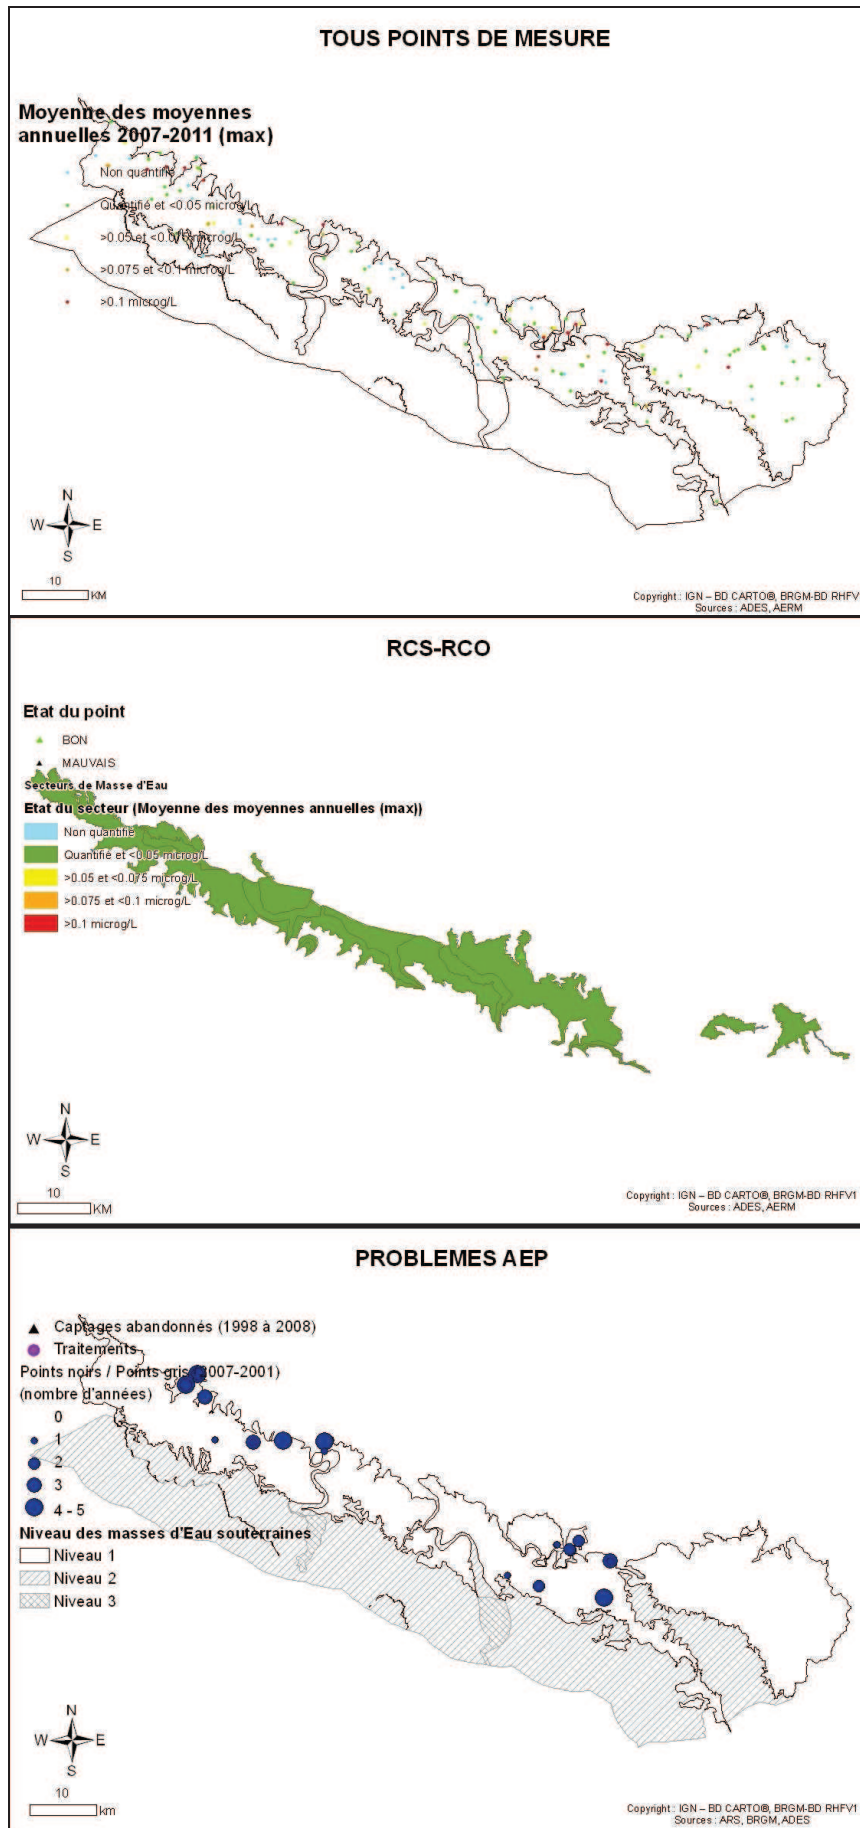 TOUS POINTS DE MESURE
Moyenne des moyennes
annuelles 2007-2011 (max)
Non quantifié
Quantifié et <0.05 microg/L
>0.05 et <0.075 microg/L
>0.075 et <0.1 microg/L
>0.1 microg/L
N
W E
S
10
KM
Copyright : IGN – BD CARTO®, BRGM-BD RHFV
Sources : ADES, AERM
RCS-RCO
Etat du point
BON
MAUVAIS
Secteurs de Masse d'Eau
Etat du secteur (Moyenne des moyennes annuelles (max))
Non quantifié
Quantifié et <0.05 microg/L
>0.05 et <0.075 microg/L
>0.075 et <0.1 microg/L
>0.1 microg/L
N
W E
S
10
KM
Copyright : IGN – BD CARTO®, BRGM-BD RHFV1
Sources : ADES, AERM
PROBLEMES AEP
Captages abandonnés (1998 à 2008)
Traitements
Points noirs / Points gris (2007-2001)
(nombre d'années)
0
1
2
3
4 - 5
Niveau des masses d'Eau souterraines
Niveau 1
Niveau 2
Niveau 3
N
W E
S
10
km
Copyright : IGN – BD CARTO®, BRGM-BD RHFV1
Sources : ARS, BRGM, ADES